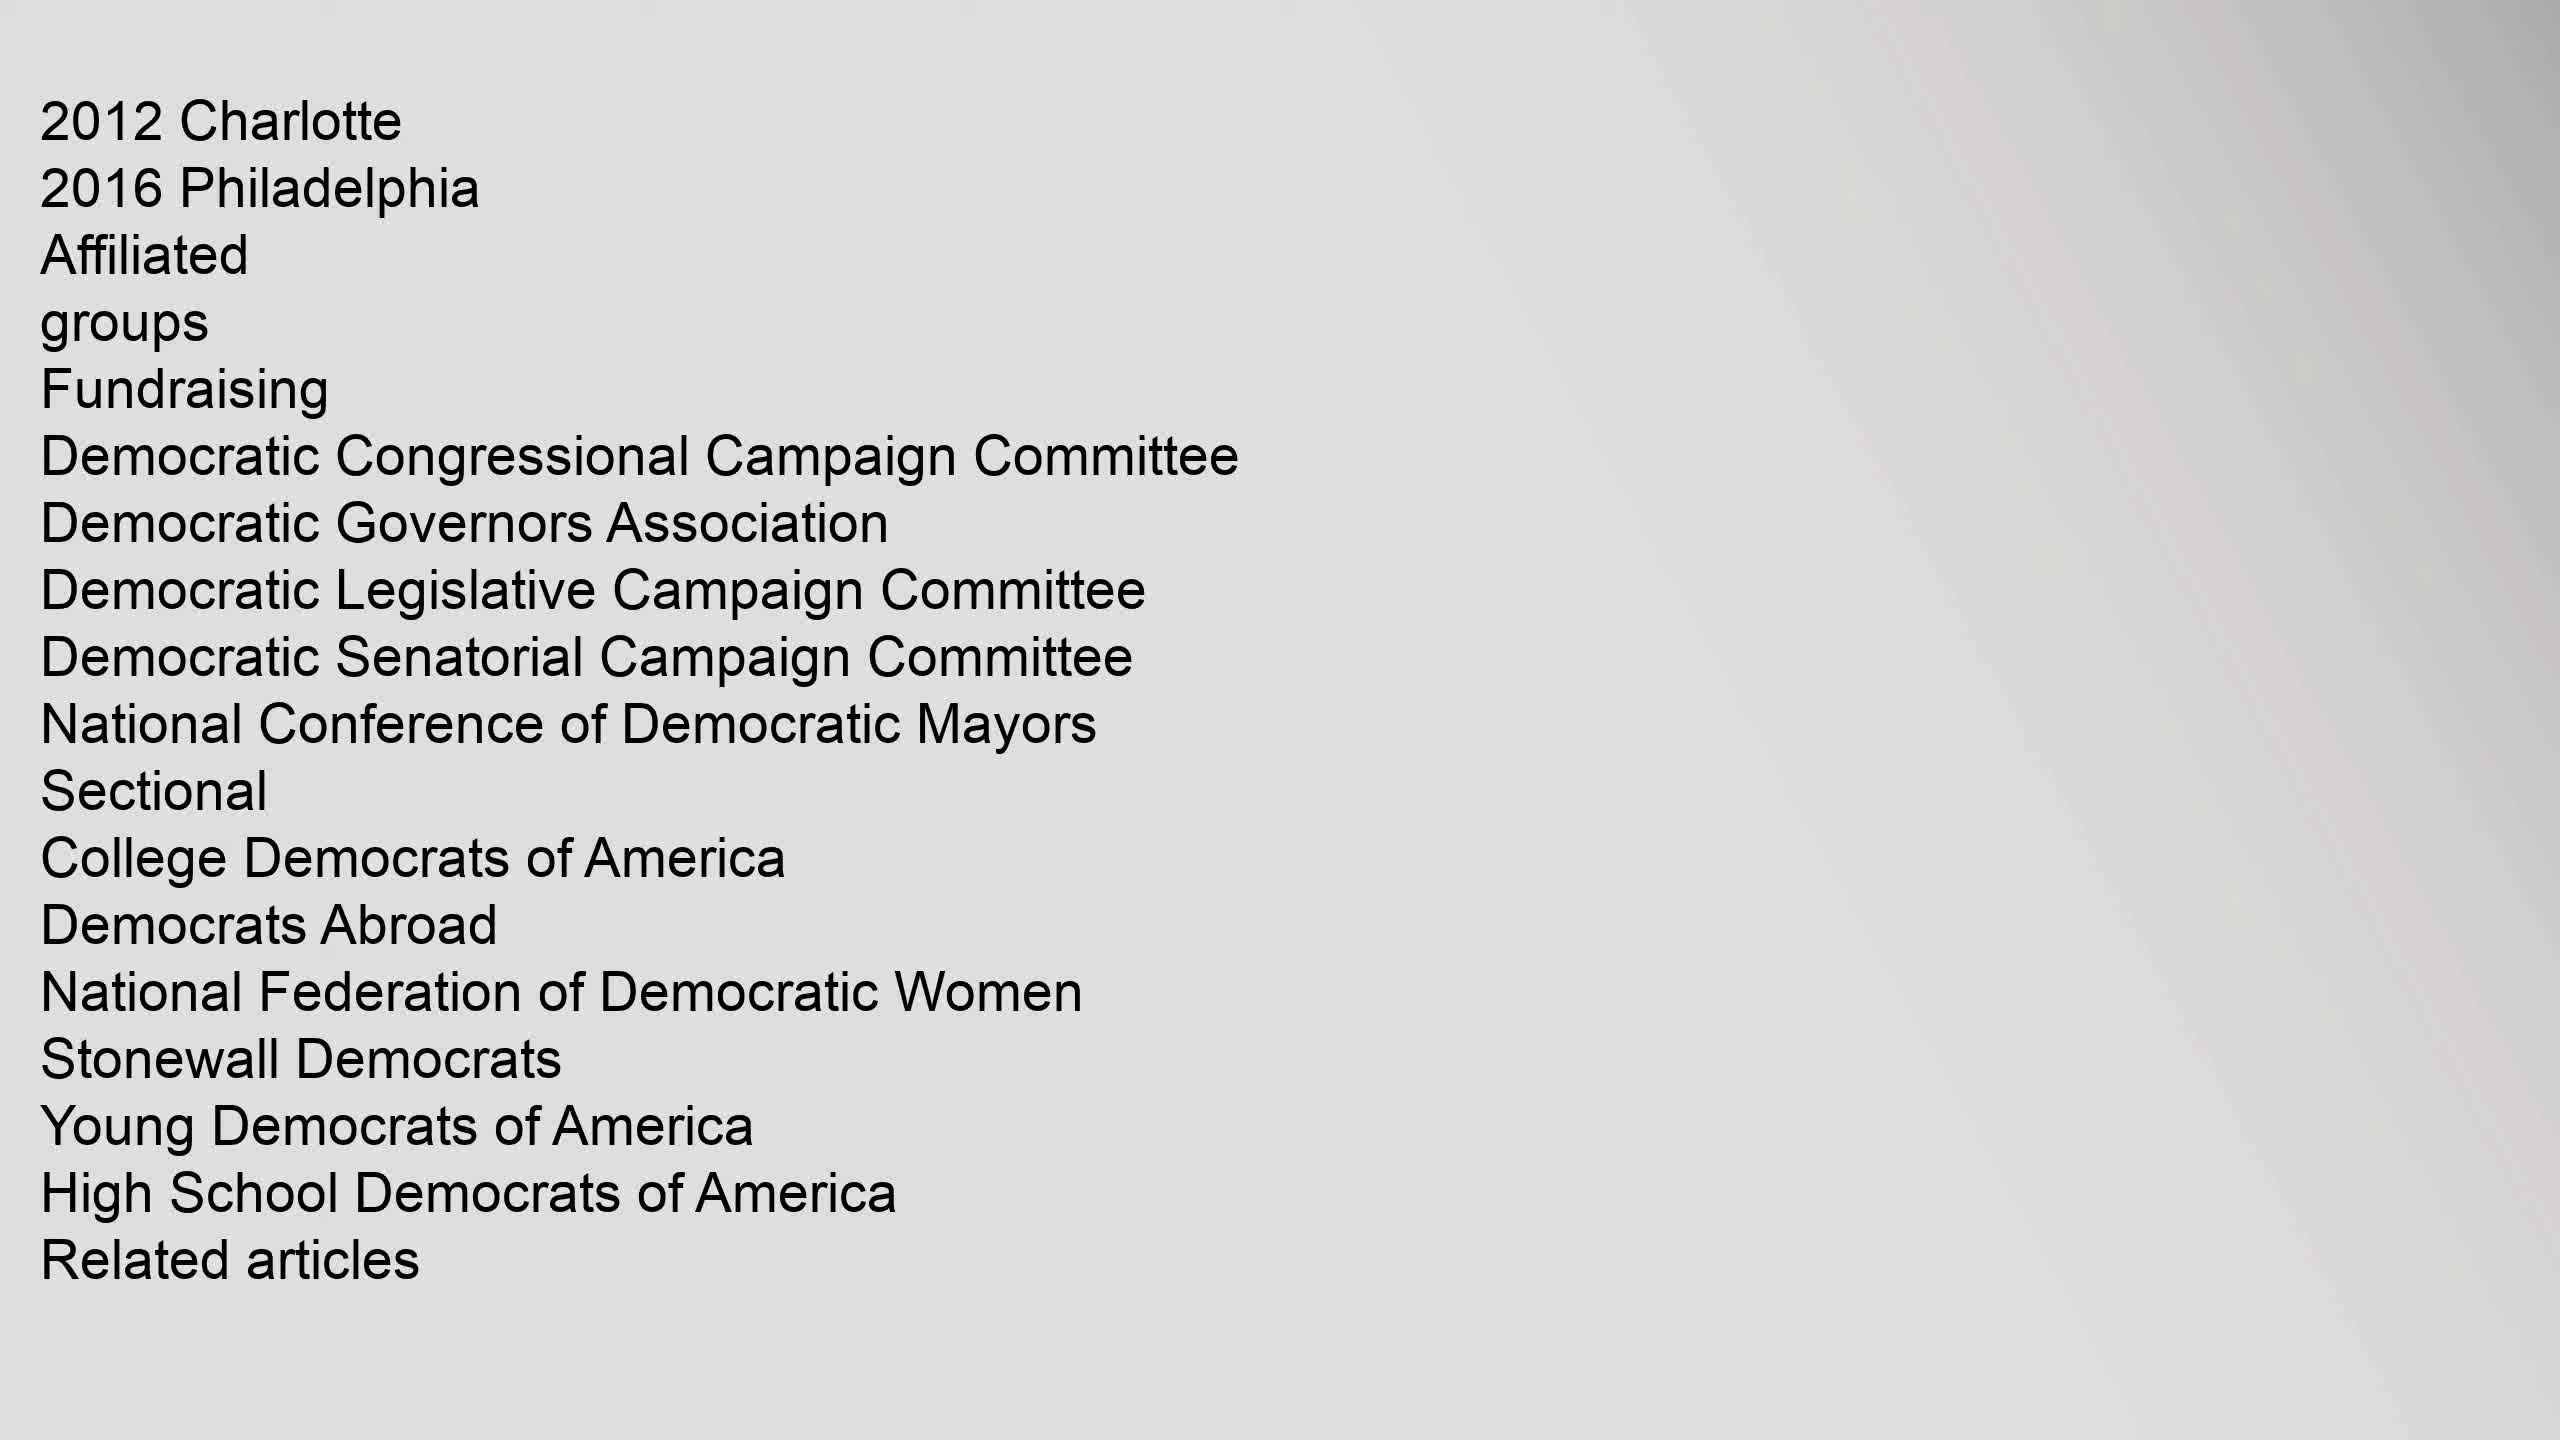 2012 Charlotte
2016 Philadelphia
Affiliated
groups
Fundraising
Democratic Congressional Campaign Committee
Democratic Governors Association
Democratic Legislative Campaign Committee
Democratic Senatorial Campaign Committee
National Conference of Democratic Mayors
Sectional
College Democrats of America
Democrats Abroad
National Federation of Democratic Women
Stonewall Democrats
Young Democrats of America
High School Democrats of America
Related articles